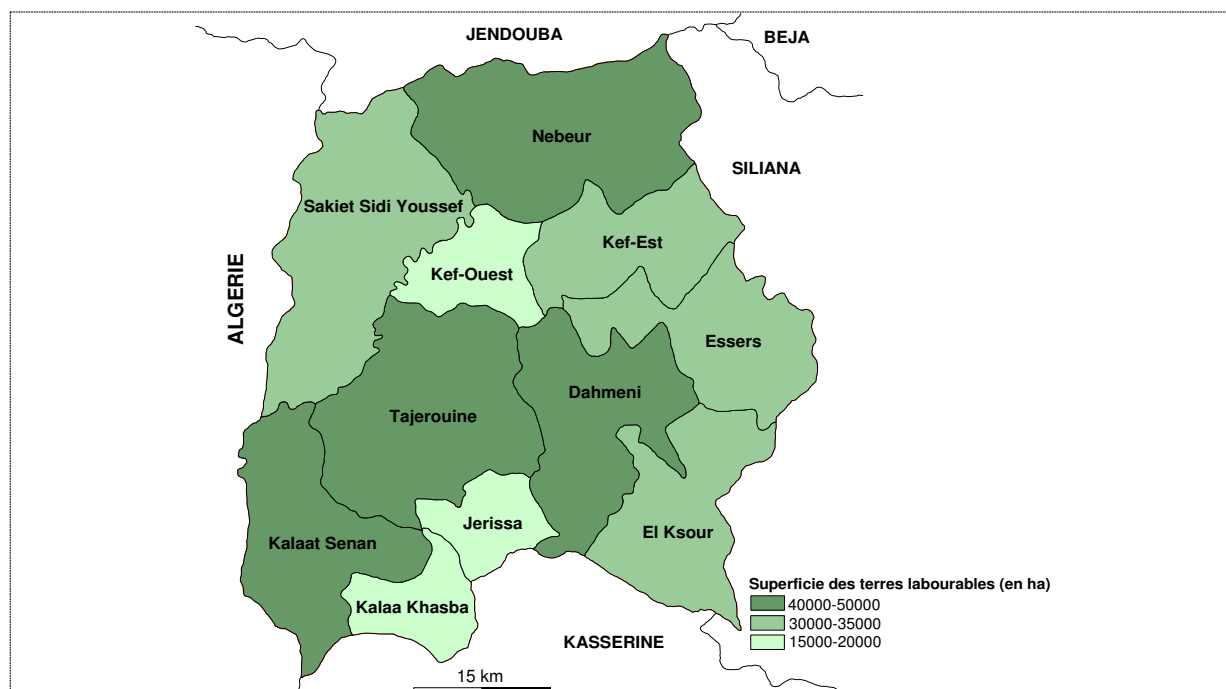 JENDOUBA
BEJA
Nebeur
SILIANA
Sakiet Sidi Youssef
Kef-Est
Kef-Ouest
ALGERIE
Essers
Dahmeni
Tajerouine
Jerissa
El Ksour
Kalaat Senan
Kalaa Khasba
KASSERINE
Superficie des terres labourables (en ha)
40000-50000
30000-35000
15000-20000
15 km